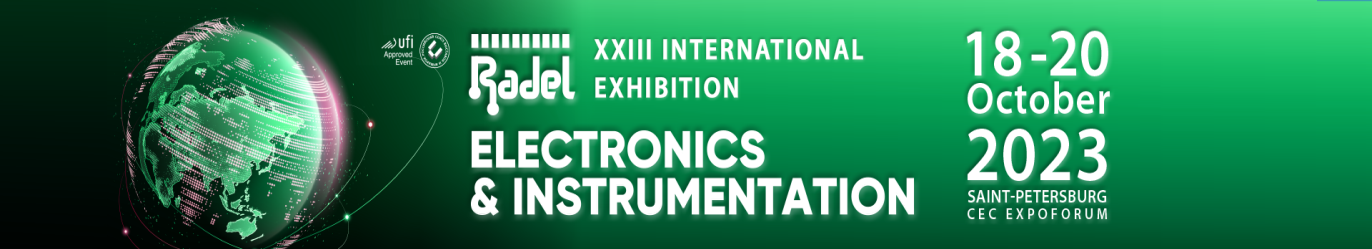 ufi
Approved
Event
Radel
XXIII INTERNATIONAL
EXHIBITION
ELECTRONICS
& INSTRUMENTATION
18-20
October
2023
SAINT-PETERSBURG
CEC EXPOFORUM